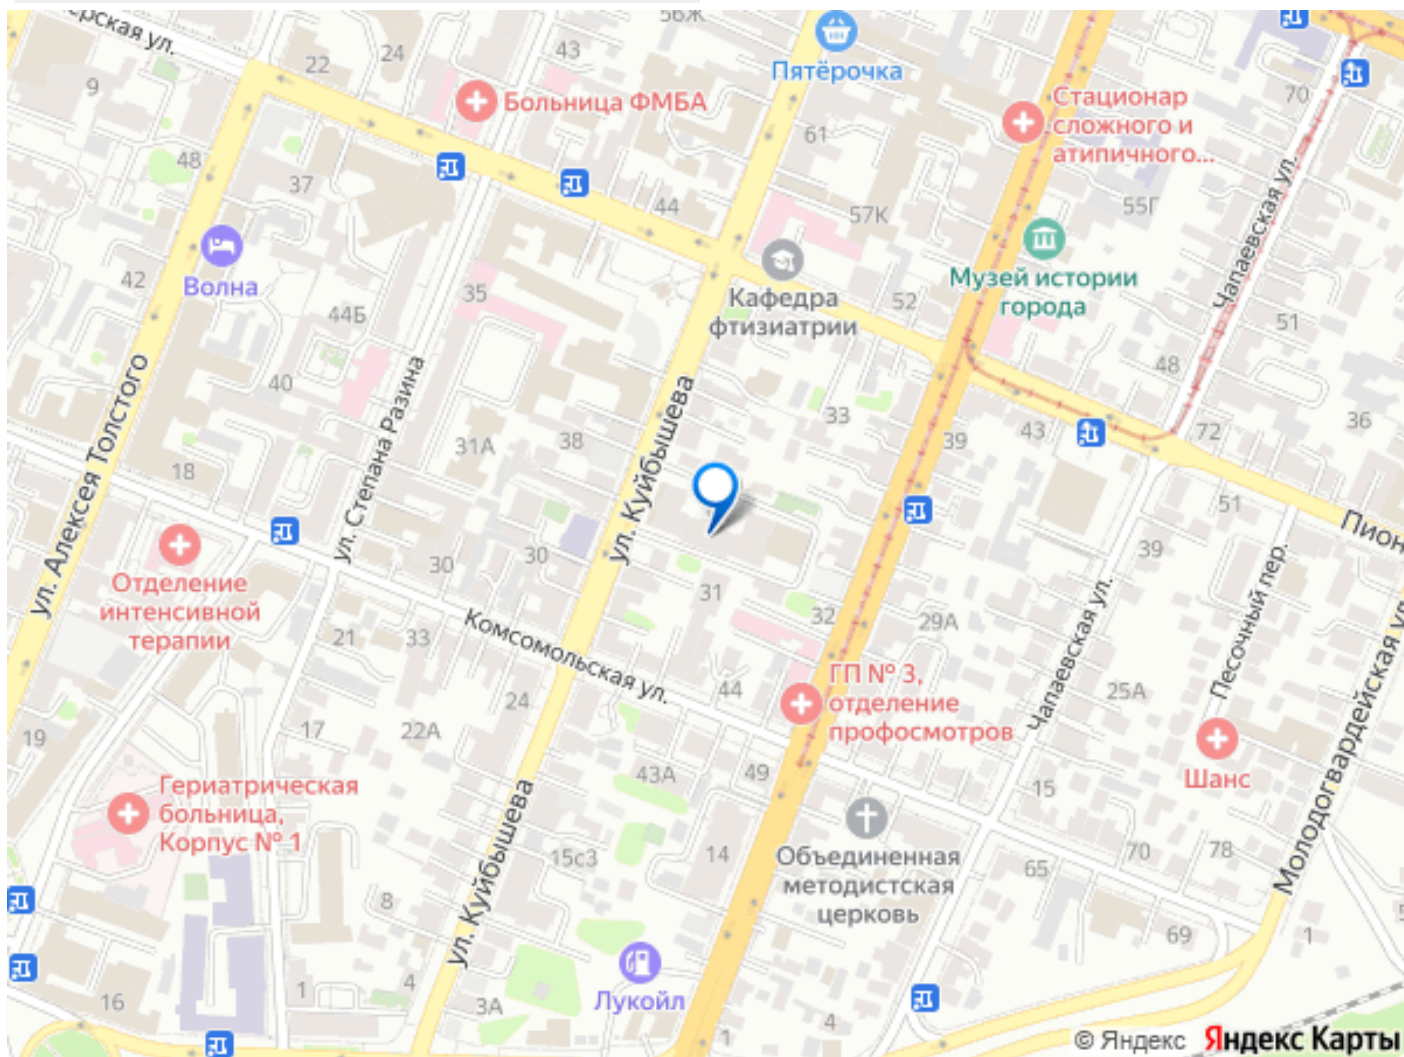 ерская ул.
56Ж
Пятёрочка
22
24
43
9
Больница ФМБА
61
Стационар
сложного и
атипичного...
70
48
37
44
57К
55Г
Чапаевская ул.
Волна
42
35
44Б
Кафедра
фтизиатрии
52
Музей истории
города
51
48
40
ул. Алексея Толстого
ул. Степана Разина
31А
38
ул. Куйбышева
33
39
43
72
36
18
51
Пион
30
30
39
Отделение
интенсивной
терапии
21
33
Комсомольская ул.
31
32
29А
Чапаевская ул.
Песочный пер.
Молодогвардейская ул
25А
44
ГП № 3,
отделение
профосмотров
24
22А
17
19
Шанс
Гериатрическая
больница,
Корпус № 1
43А
49
15
ул. Куйбышева
15с3
14
Объединенная
методистская
церковь
65
70
78
8
69
1
Лукойл
16
1
4
3А
1
4
© Яндекс Яндекс Карты